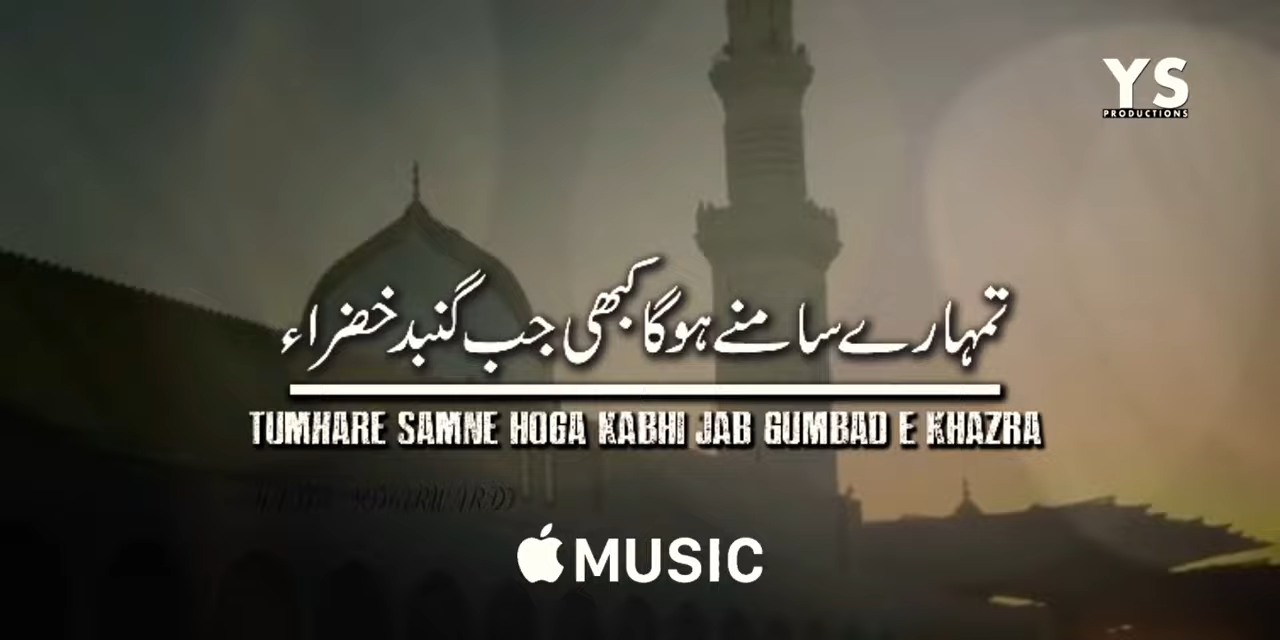 YS
PRODUCTIONS
تمہارے سامنے ہوگا کبھی جب گنبد خضراء
TUMHARE SAMNE HOGA KABHI JAB GUMBAD E KHAZRA
MUSIC